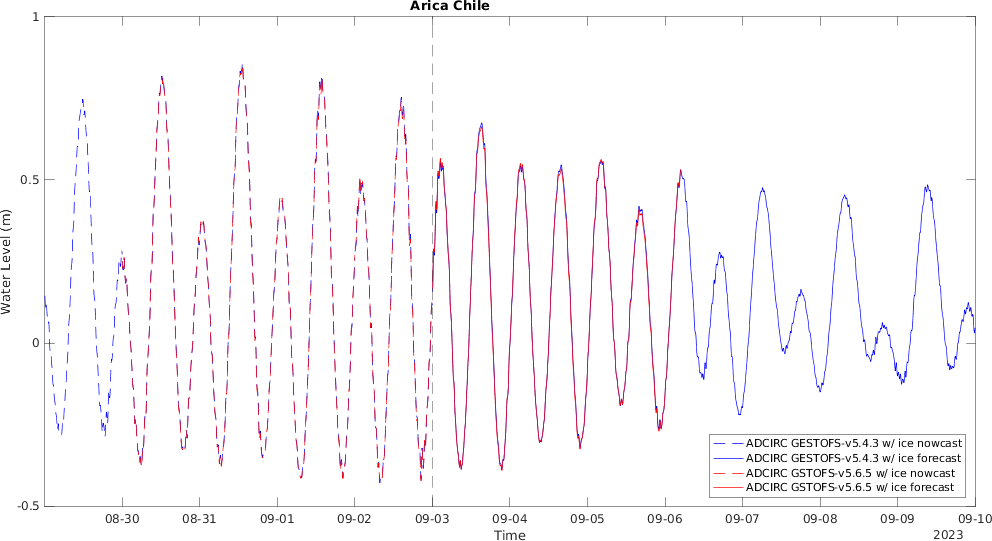 Arica Chile
1
0.5
0
-0.5
Water Level (m)
08-30 08-31 09-01 09-02 09-03 09-04 09-05 09-06 09-07 09-08 09-09 09-10
Time
2023
ADCIRC GESTOFS-v5.4.3 w/ ice nowcast
ADCIRC GESTOFS-v5.4.3 w/ ice forecast
ADCIRC GSTOFS-v5.6.5 w/ ice nowcast
ADCIRC GSTOFS-v5.6.5 w/ ice forecast